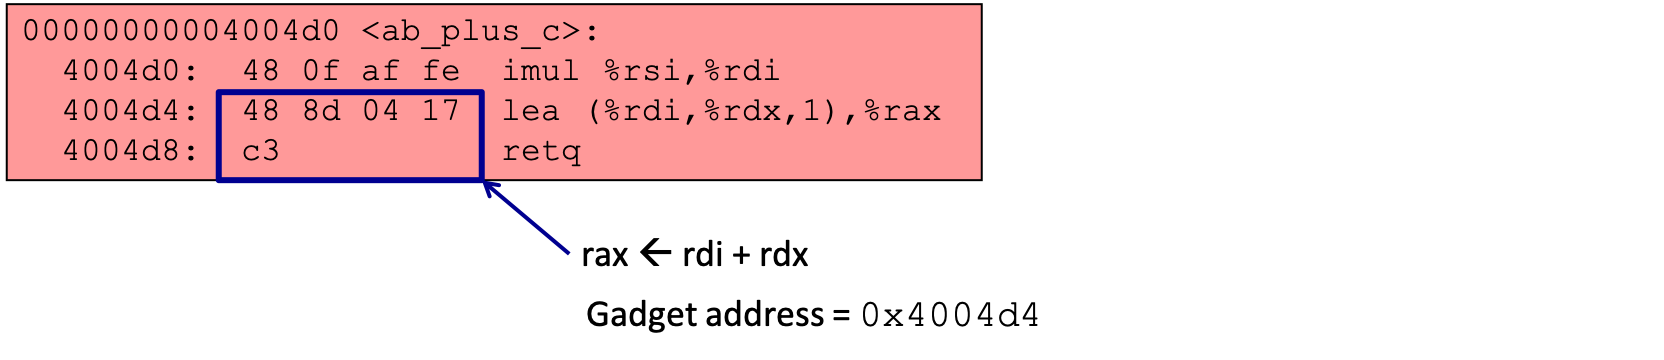 00000000004004d0 <ab_plus_c>:
4004d0: 48 0f af fe imul %rsi,%rdi
4004d4: 48 8d 04 17 lea (%rdi,%rdx,1),%rax
4004d8: c3 retq
rax ← rdi + rdx
Gadget address = 0x4004d4